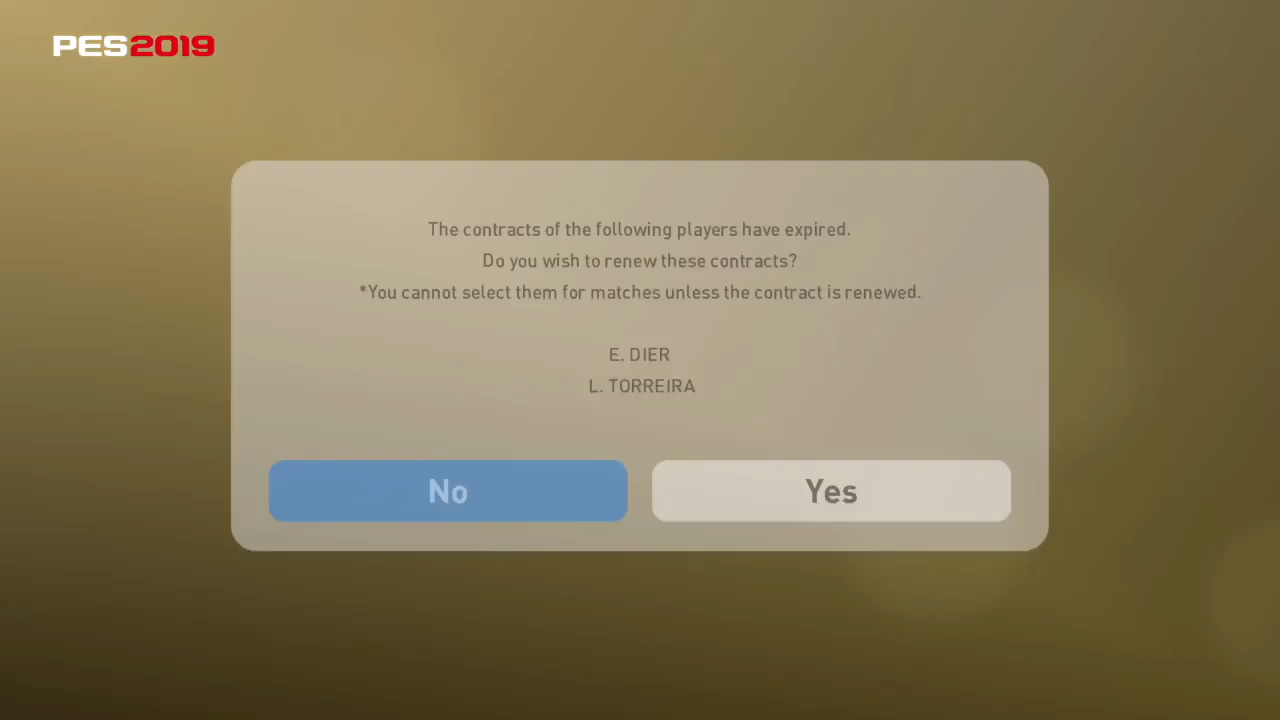 PES2019
The contracts of the following players have expired.
Do you wish to renew these contracts?
*You cannot select them for matches unless the contract is renewed.
E. DIER
L. TORREIRA
No
Yes